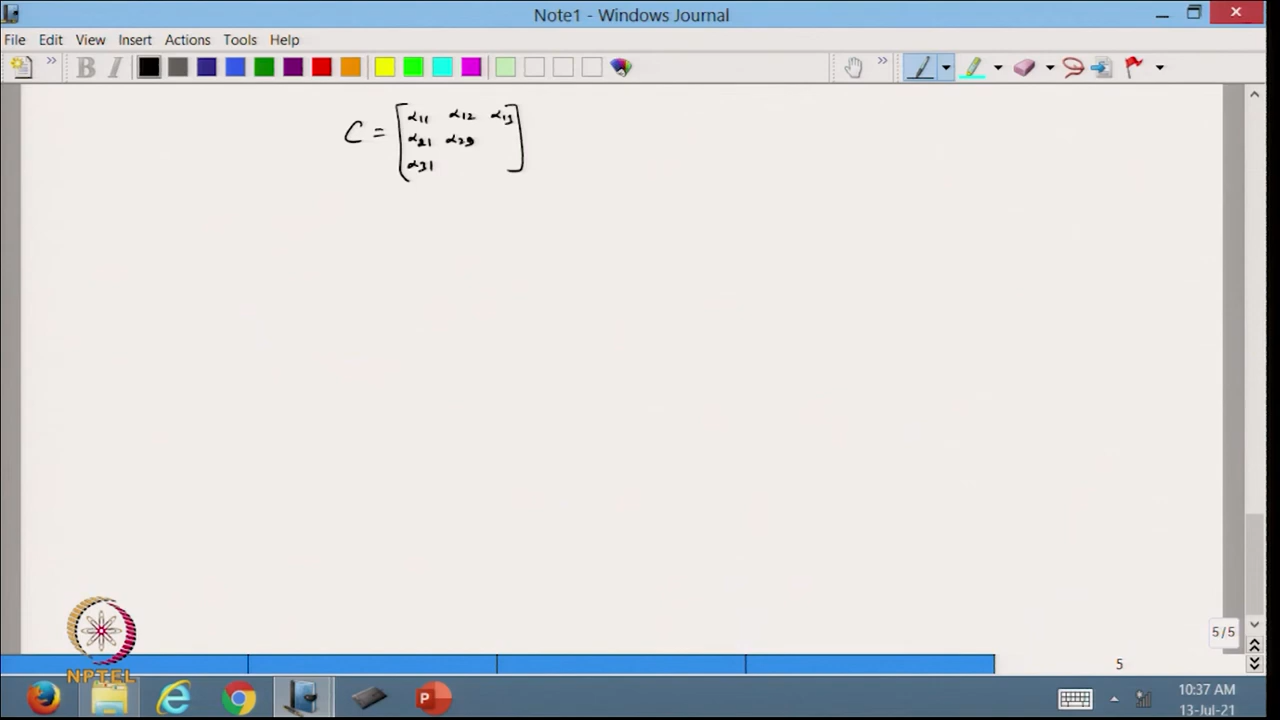 Note1 - Windows Journal
File Edit View Insert Actions Tools Help
B I
C = [α11 α12 α13
α21 α23
α31]
5/5
5
NPTEL
10:37 AM
13-Jul-21